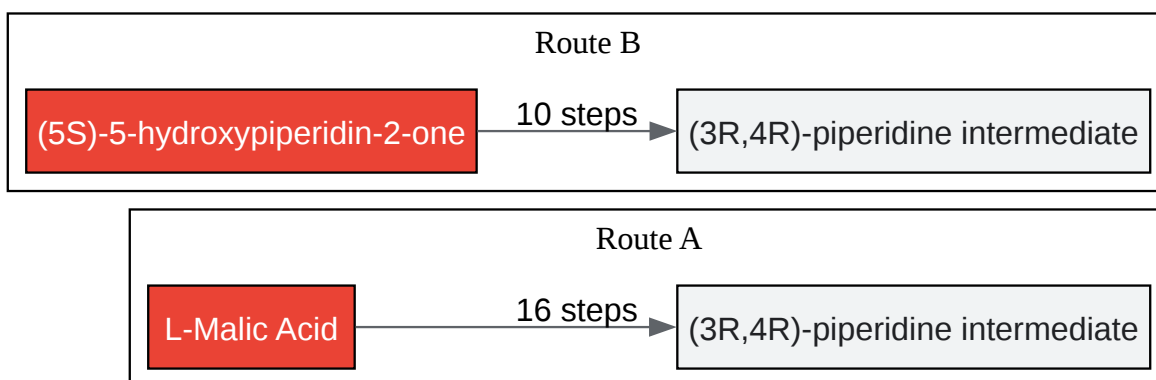 Route B
(5S)-5-hydroxypiperidin-2-one
10 steps
(3R,4R)-piperidine intermediate
Route A
L-Malic Acid
16 steps
(3R,4R)-piperidine intermediate